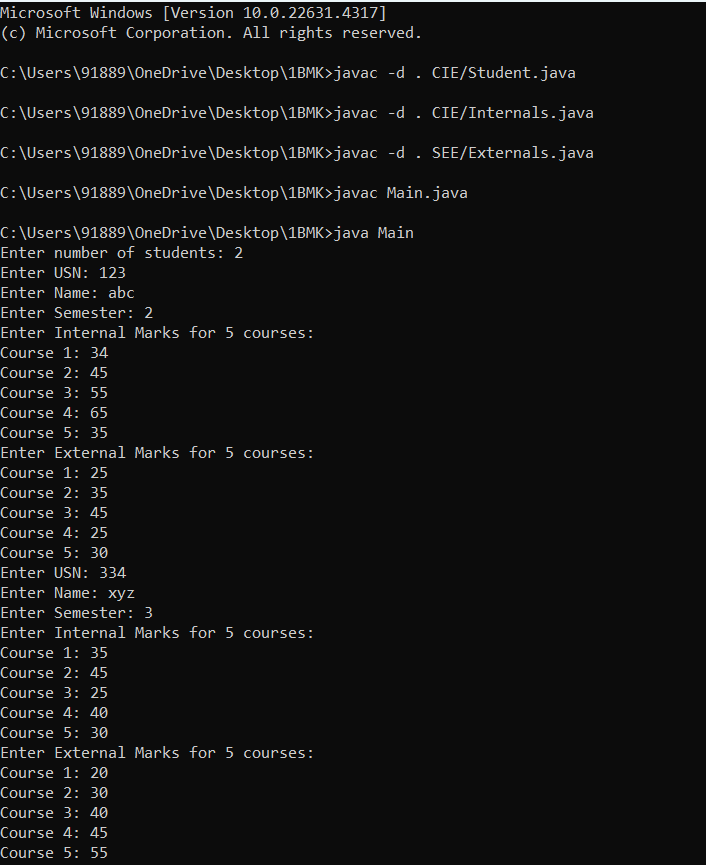 Microsoft Windows [Version 10.0.22631.4317]
(c) Microsoft Corporation. All rights reserved.
C:\Users\91889\OneDrive\Desktop\1BMK>javac -d . CIE/Student.java
C:\Users\91889\OneDrive\Desktop\1BMK>javac -d . CIE/Internals.java
C:\Users\91889\OneDrive\Desktop\1BMK>javac -d . SEE/Externals.java
C:\Users\91889\OneDrive\Desktop\1BMK>javac Main.java
C:\Users\91889\OneDrive\Desktop\1BMK>java Main
Enter number of students: 2
Enter USN: 123
Enter Name: abc
Enter Semester: 2
Enter Internal Marks for 5 courses:
Course 1: 34
Course 2: 45
Course 3: 55
Course 4: 65
Course 5: 35
Enter External Marks for 5 courses:
Course 1: 25
Course 2: 35
Course 3: 45
Course 4: 25
Course 5: 30
Enter USN: 334
Enter Name: xyz
Enter Semester: 3
Enter Internal Marks for 5 courses:
Course 1: 35
Course 2: 45
Course 3: 25
Course 4: 40
Course 5: 30
Enter External Marks for 5 courses:
Course 1: 20
Course 2: 30
Course 3: 40
Course 4: 45
Course 5: 55